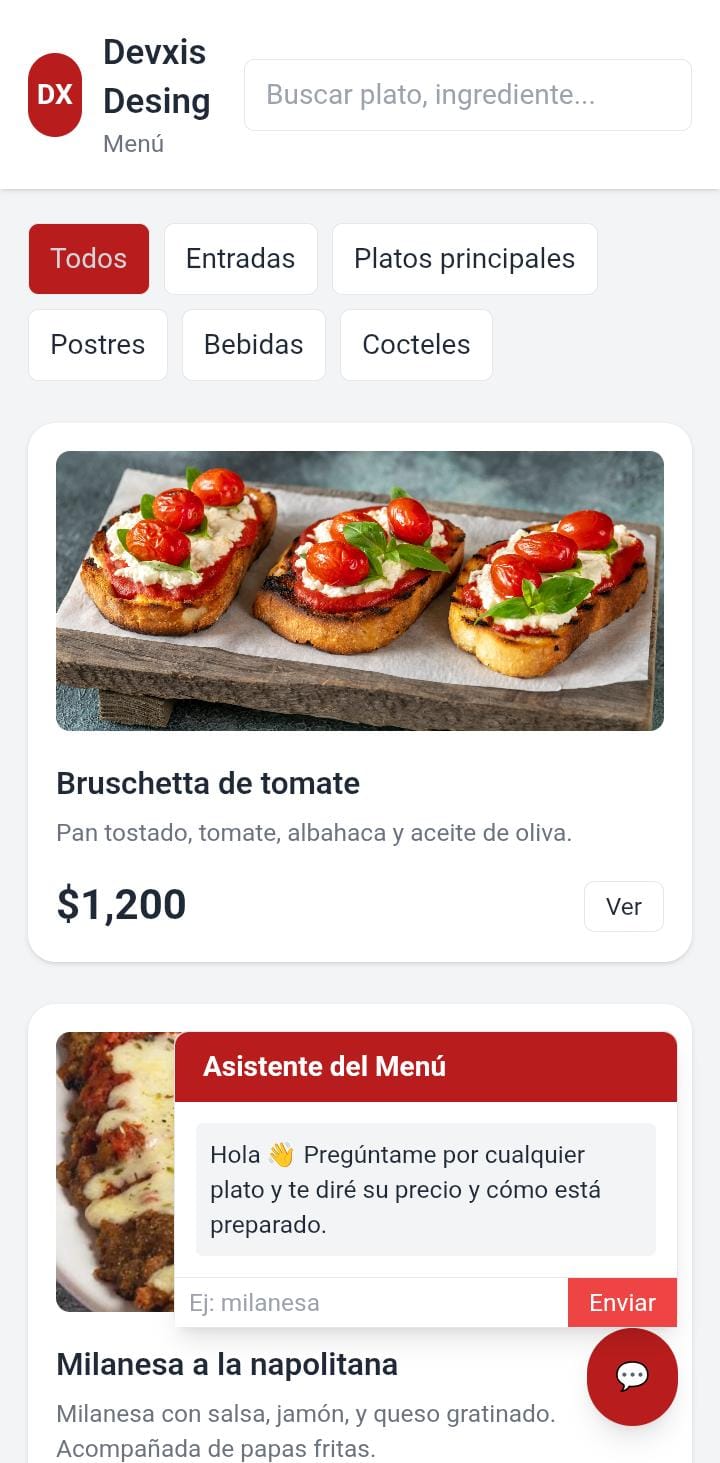 DX
Devxis
Desing
Menú
Buscar plato, ingrediente...
Todos
Entradas
Platos principales
Postres
Bebidas
Cocteles
Bruschetta de tomate
Pan tostado, tomate, albahaca y aceite de oliva.
$1,200
Ver
Asistente del Menú
Hola 👋 Pregúntame por cualquier
plato y te diré su precio y cómo está
preparado.
Ej: milanesa
Enviar
Milanesa a la napolitana
Milanesa con salsa, jamón, y queso gratinado.
Acompañada de papas fritas.